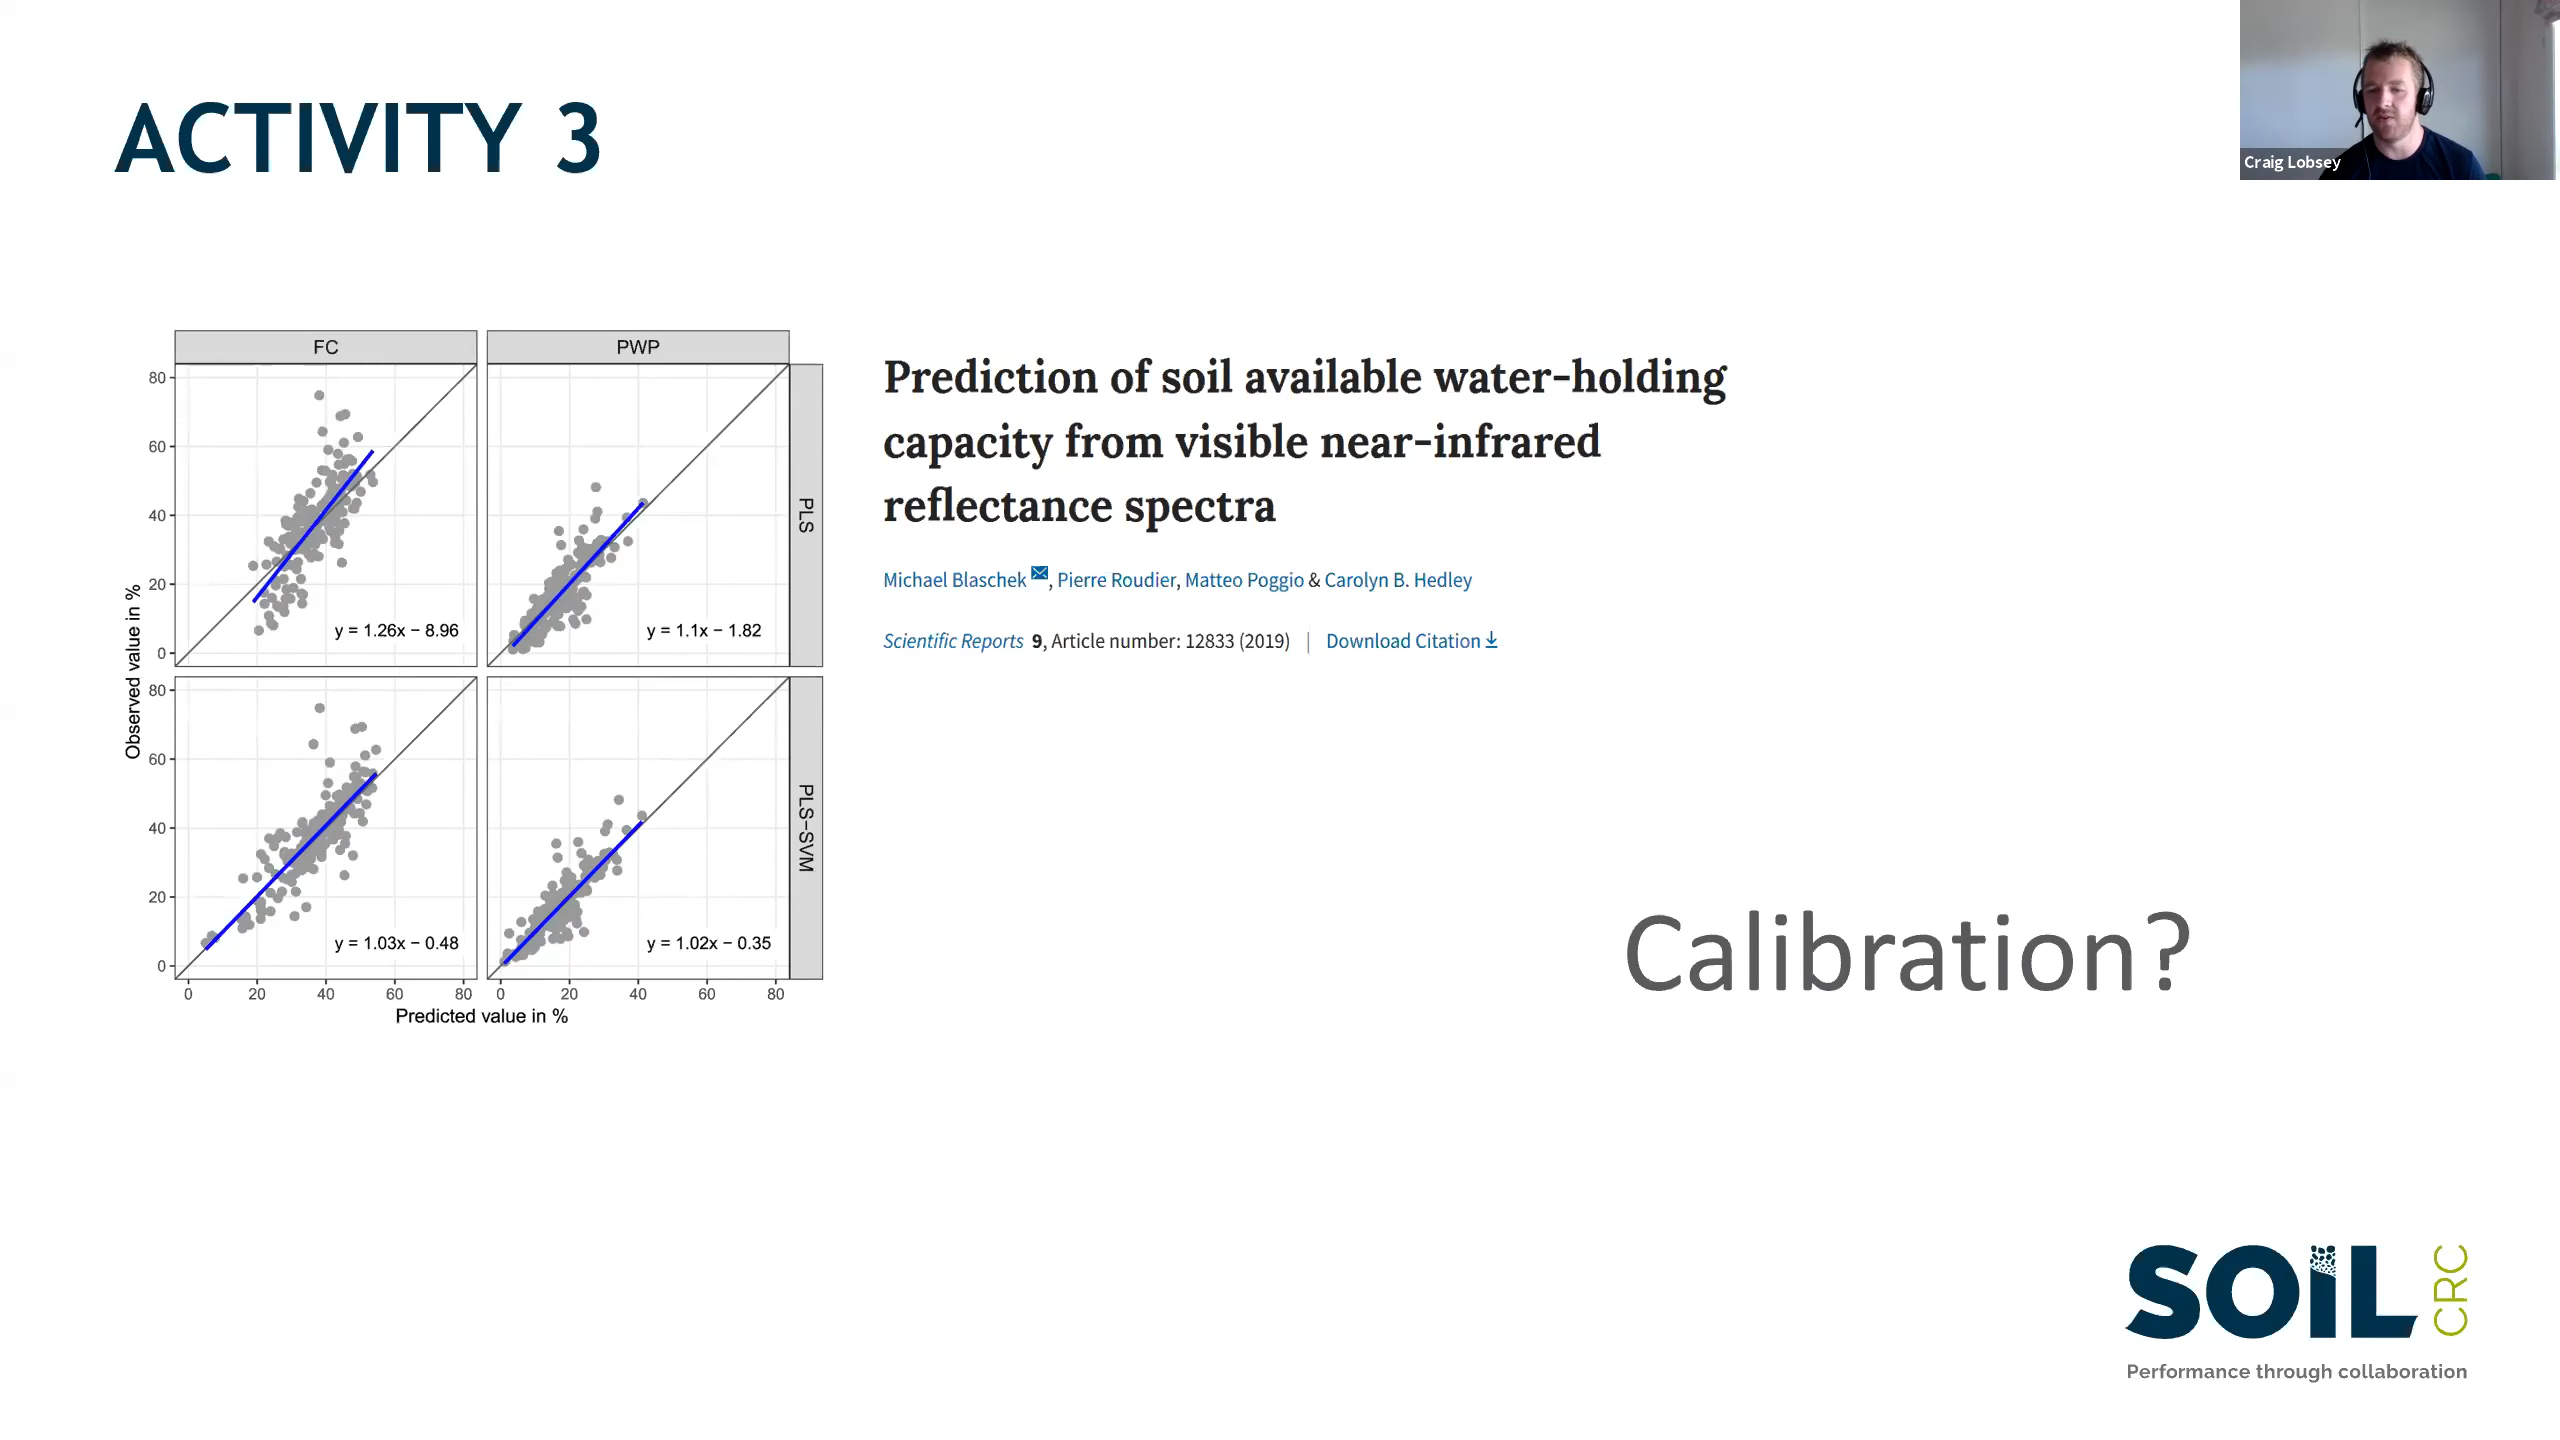 ACTIVITY 3
Craig Lobsey
FC
PWP
80
60
40
20
0
y = 1.26x − 8.96
y = 1.1x − 1.82
PLS
80
60
40
20
0
y = 1.03x − 0.48
y = 1.02x − 0.35
PLS−SVM
0 20 40 60 80
0 20 40 60 80
Observed value in %
Predicted value in %
Prediction of soil available water-holding
capacity from visible near-infrared
reflectance spectra
Michael Blaschek, Pierre Roudier, Matteo Poggio & Carolyn B. Hedley
Scientific Reports 9, Article number: 12833 (2019) | Download Citation
Calibration?
SOIL CRC
Performance through collaboration